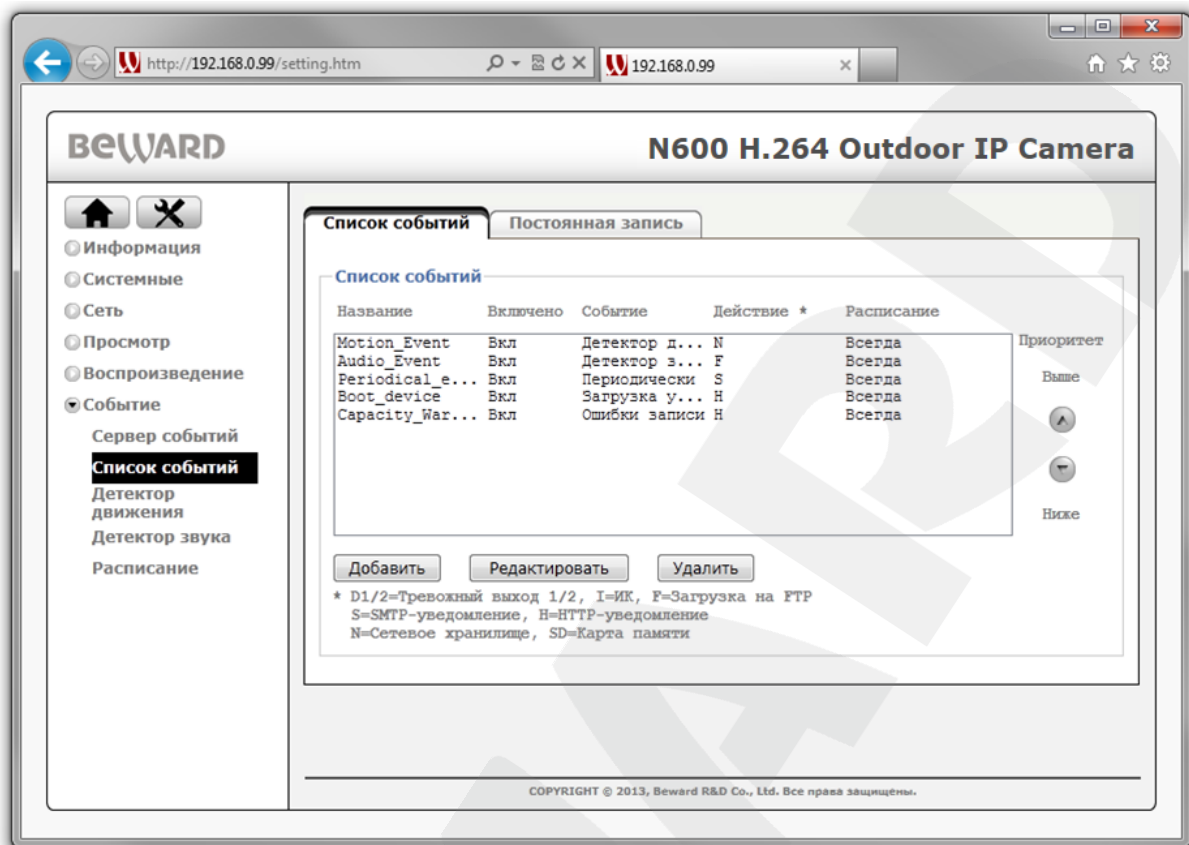 http://192.168.0.99/setting.htm
192.168.0.99
BEWARD
N600 H.264 Outdoor IP Camera
Информация
Системные
Сеть
Просмотр
Воспроизведение
Событие
Сервер событий
Список событий
Детектор движения
Детектор звука
Расписание
Список событий
Постоянная запись
Список событий
Название Включено Событие Действие * Расписание
Motion_Event Вкл Детектор д... N Всегда
Audio_Event Вкл Детектор з... F Всегда
Periodical_e... Вкл Периодически S Всегда
Boot_device Вкл Загрузка у... H Всегда
Capacity_War... Вкл Ошибки записи H Всегда
Приоритет
Выше
Ниже
Добавить Редактировать Удалить
* D1/2=Тревожный выход 1/2, I=ИК, F=Загрузка на FTP
S=SMTP-уведомление, H=HTTP-уведомление
N=Сетевое хранилище, SD=Карта памяти
COPYRIGHT © 2013, Beward R&D Co., Ltd. Все права защищены.